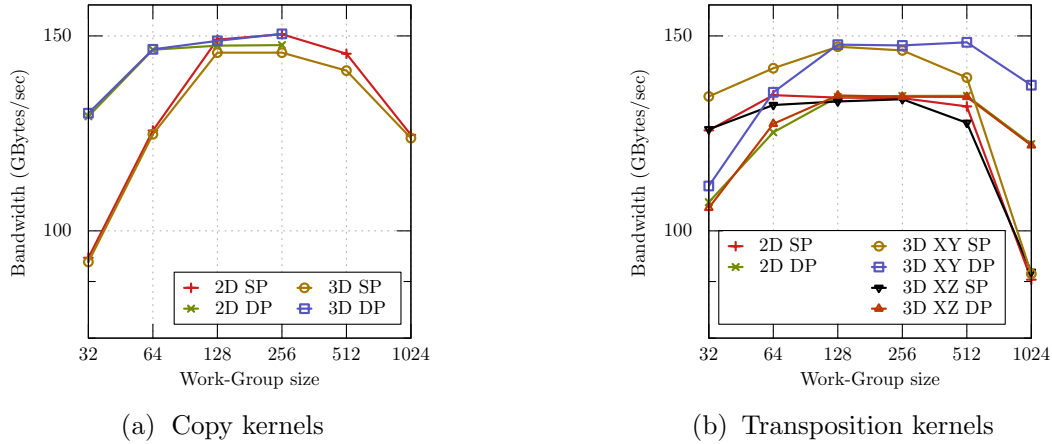 150
100
Bandwidth (GBytes/sec)
2D SP
2D DP
3D SP
3D DP
32
64
128
256
512
1024
Work-Group size
(a) Copy kernels
150
100
Bandwidth (GBytes/sec)
2D SP
2D DP
3D XY SP
3D XY DP
3D XZ SP
3D XZ DP
32
64
128
256
512
1024
Work-Group size
(b) Transposition kernels